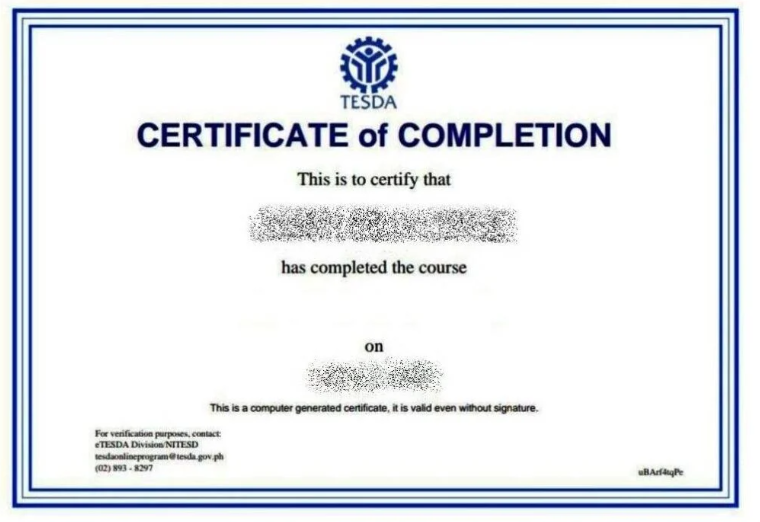 TESDA
CERTIFICATE of COMPLETION
This is to certify that
has completed the course
on
This is a computer generated certificate, it is valid even without signature.
For verification purposes, contact:
eTESDA Division/NITESD
tesdaonlineprogram@tesda.gov.ph
(02) 893 - 8297
uBArf4tqPe